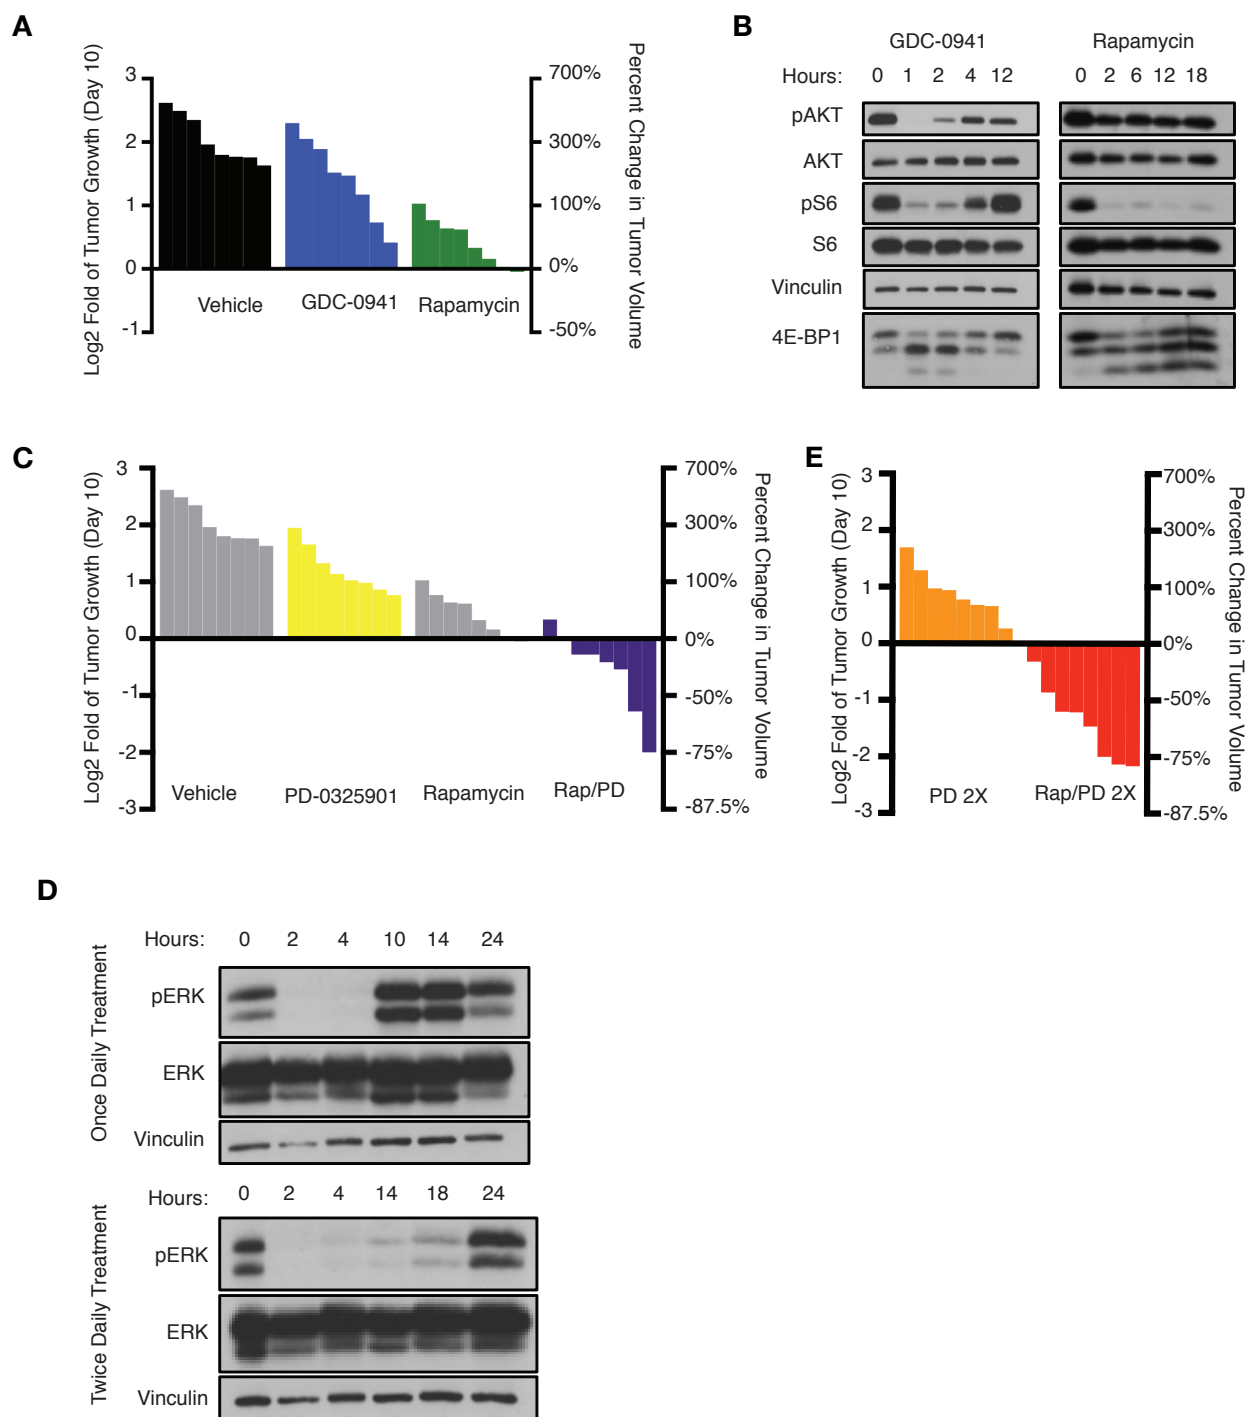 A
Log2 Fold of Tumor Growth (Day 10)
3
2
1
0
-1
Vehicle
GDC-0941
Rapamycin
700%
300%
100%
0%
-50%
Percent Change in Tumor Volume
B
GDC-0941
Rapamycin
Hours: 0 1 2 4 12 0 2 6 12 18
pAKT
AKT
pS6
S6
Vinculin
4E-BP1
C
Log2 Fold of Tumor Growth (Day 10)
3
2
1
0
-1
-2
-3
Vehicle
PD-0325901
Rapamycin
Rap/PD
700%
300%
100%
0%
-50%
-75%
-87.5%
Percent Change in Tumor Volume
E
Log2 Fold of Tumor Growth (Day 10)
3
2
1
0
-1
-2
-3
PD 2X
Rap/PD 2X
700%
300%
100%
0%
-50%
-75%
-87.5%
Percent Change in Tumor Volume
D
Once Daily Treatment
Hours: 0 2 4 10 14 24
pERK
ERK
Vinculin
Twice Daily Treatment
Hours: 0 2 4 14 18 24
pERK
ERK
Vinculin